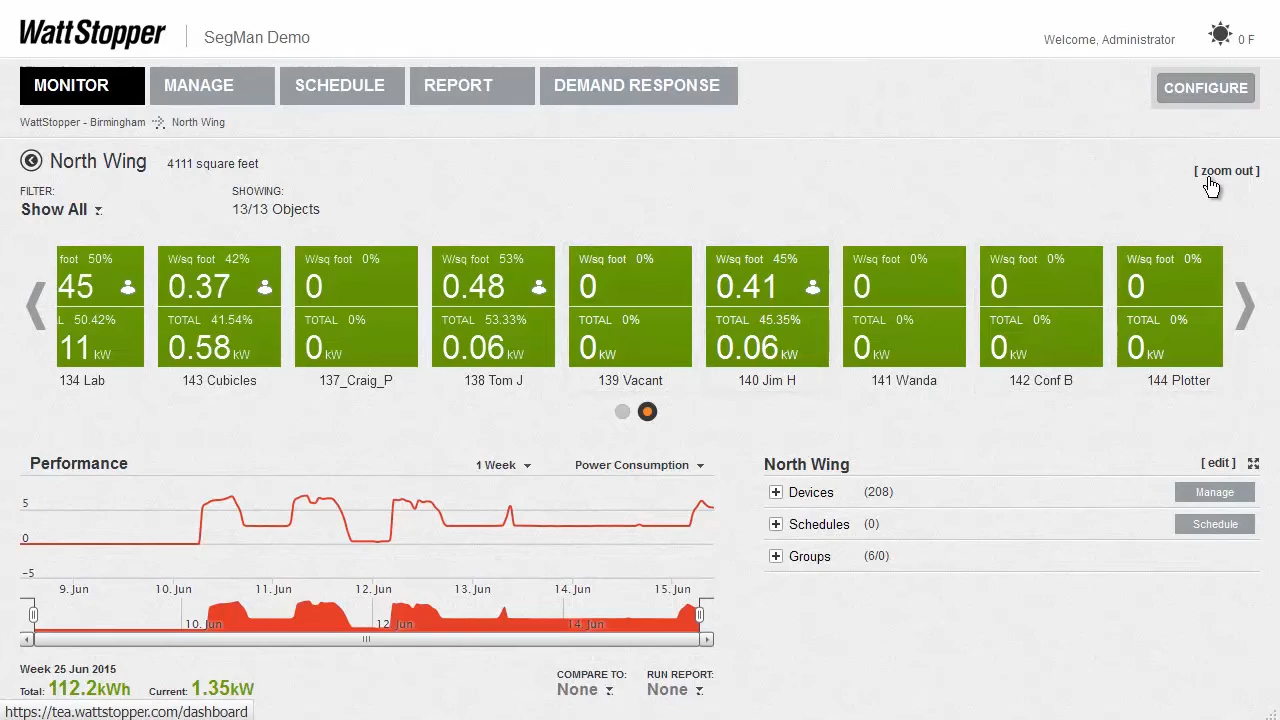 WattStopper
SegMan Demo
Welcome, Administrator
0 F
MONITOR
MANAGE
SCHEDULE
REPORT
DEMAND RESPONSE
CONFIGURE
WattStopper - Birmingham
North Wing
North Wing
4111 square feet
[ zoom out ]
FILTER:
Show All
SHOWING:
13/13 Objects
foot 50%
45
L 50.42%
11 kW
134 Lab
W/sq foot 42%
0.37
TOTAL 41.54%
0.58 kW
143 Cubicles
W/sq foot 0%
0
TOTAL 0%
0 kW
137_Craig_P
W/sq foot 53%
0.48
TOTAL 53.33%
0.06 kW
138 Tom J
W/sq foot 0%
0
TOTAL 0%
0 kW
139 Vacant
W/sq foot 45%
0.41
TOTAL 45.35%
0.06 kW
140 Jim H
W/sq foot 0%
0
TOTAL 0%
0 kW
141 Wanda
W/sq foot 0%
0
TOTAL 0%
0 kW
142 Conf B
W/sq foot 0%
0
TOTAL 0%
0 kW
144 Plotter
Performance
1 Week
Power Consumption
5
0
-5
9. Jun 10. Jun 11. Jun 12. Jun 13. Jun 14. Jun 15. Jun
10. Jun 12. Jun 14. Jun
Week 25 Jun 2015
Total: 112.2kWh Current: 1.35kW
COMPARE TO:
None
RUN REPORT:
None
North Wing
[ edit ]
Devices (208)
Manage
Schedules (0)
Schedule
Groups (6/0)
https://tea.wattstopper.com/dashboard